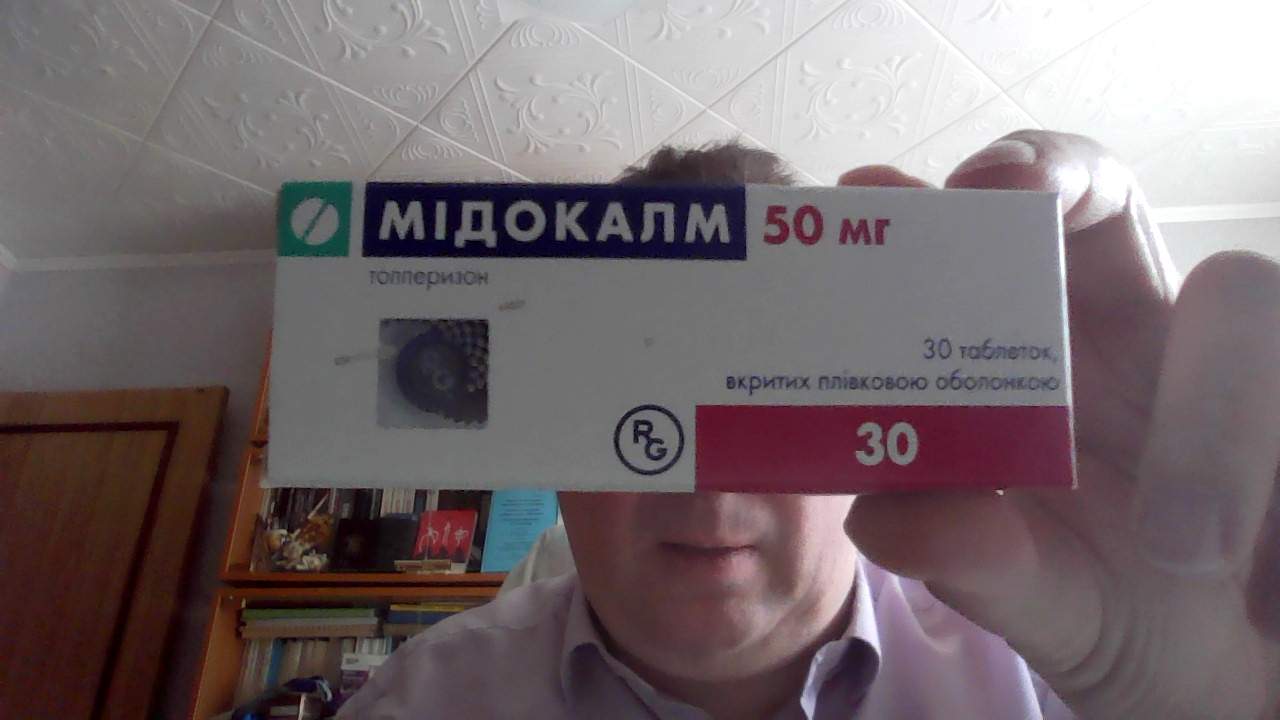 МІДОКАЛМ 50 мг
толперизон
30 таблеток,
вкритих плівковою оболонкою
RG
30